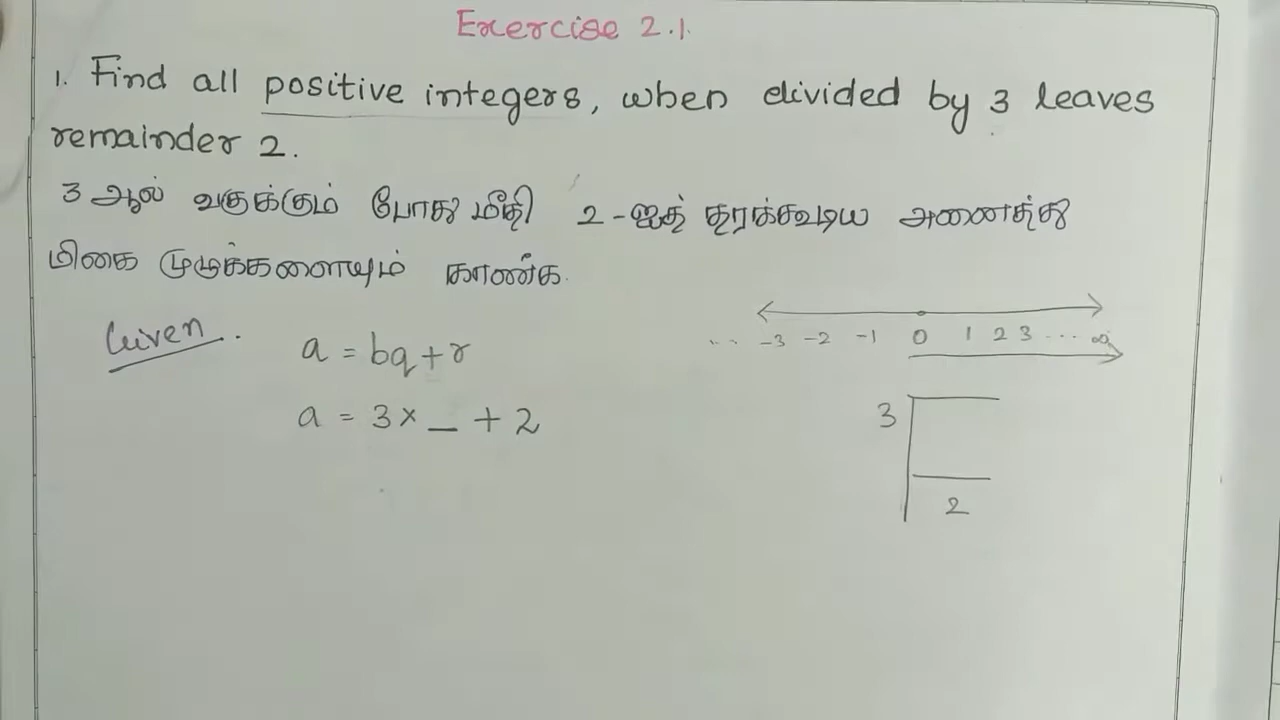 Exercise 2.1.
1. Find all positive integers, when divided by 3 leaves
remainder 2.
3 ஆல் வகுக்கும் போது மீதி 2-ஐத் தரக்கூடிய அனைத்து
மிகை முழுக்களையும் காண்க.
Given.
a = bq + r
a = 3 × _ + 2
... -3 -2 -1 0 1 2 3 ... ∞
3
2